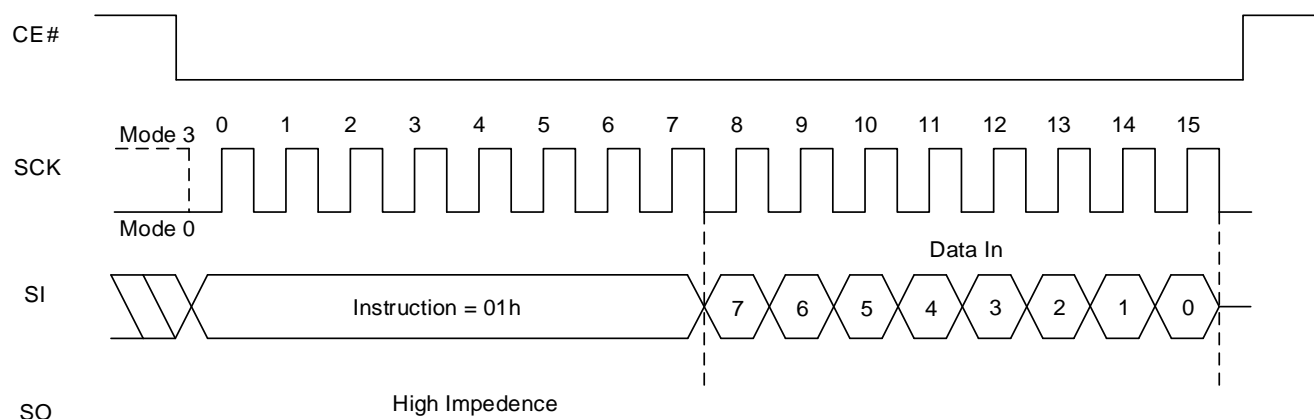 CE#
0 1 2 3 4 5 6 7 8 9 10 11 12 13 14 15
Mode 3
SCK
Mode 0
Data In
SI
Instruction = 01h
7 6 5 4 3 2 1 0
High Impedence
SO